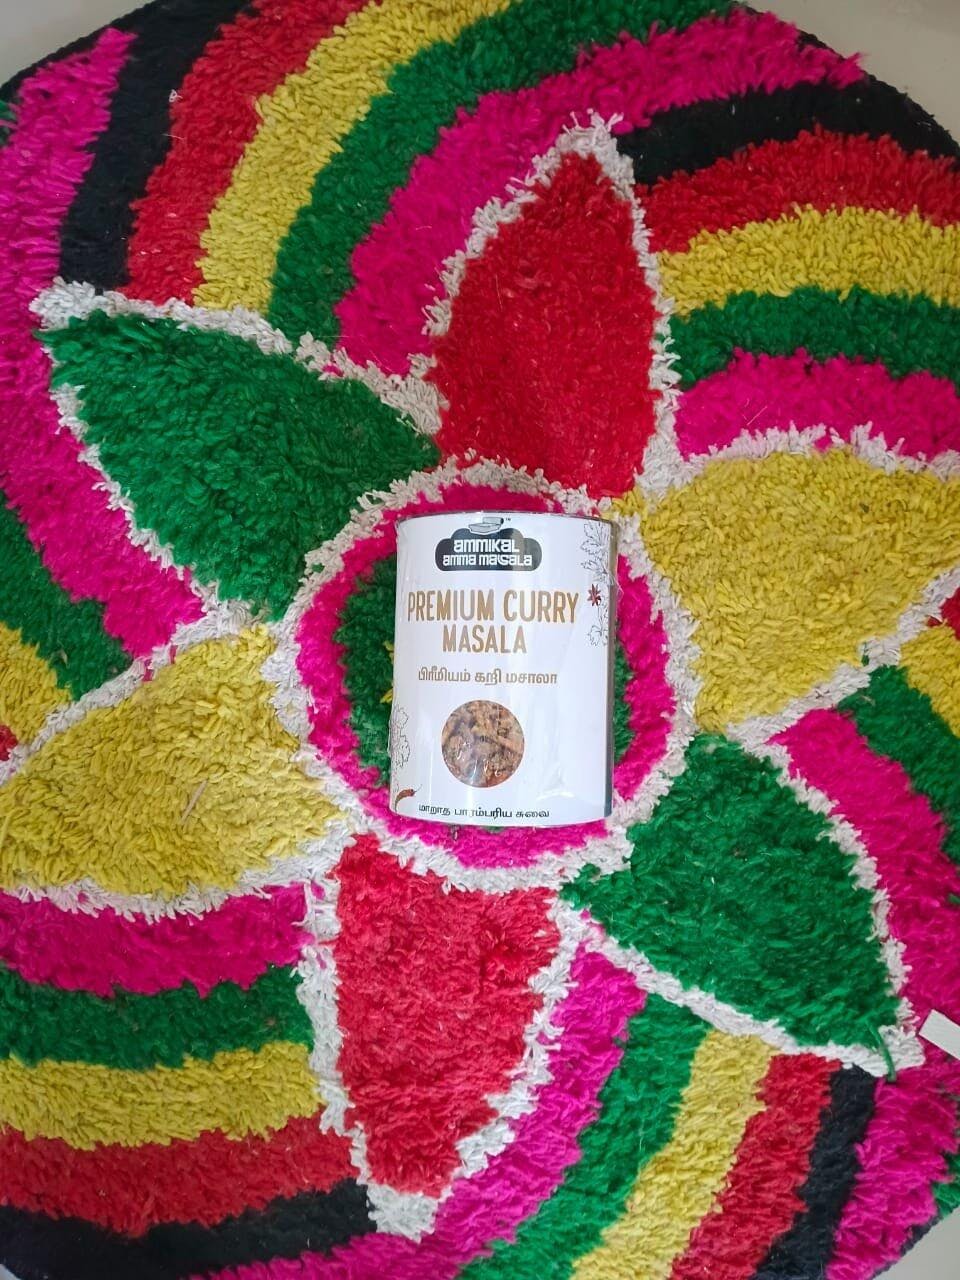 ammikal
amma masala
PREMIUM CURRY
MASALA
பிரீமியம் கறி மசாலா
மாறாத பாரம்பரிய சுவை